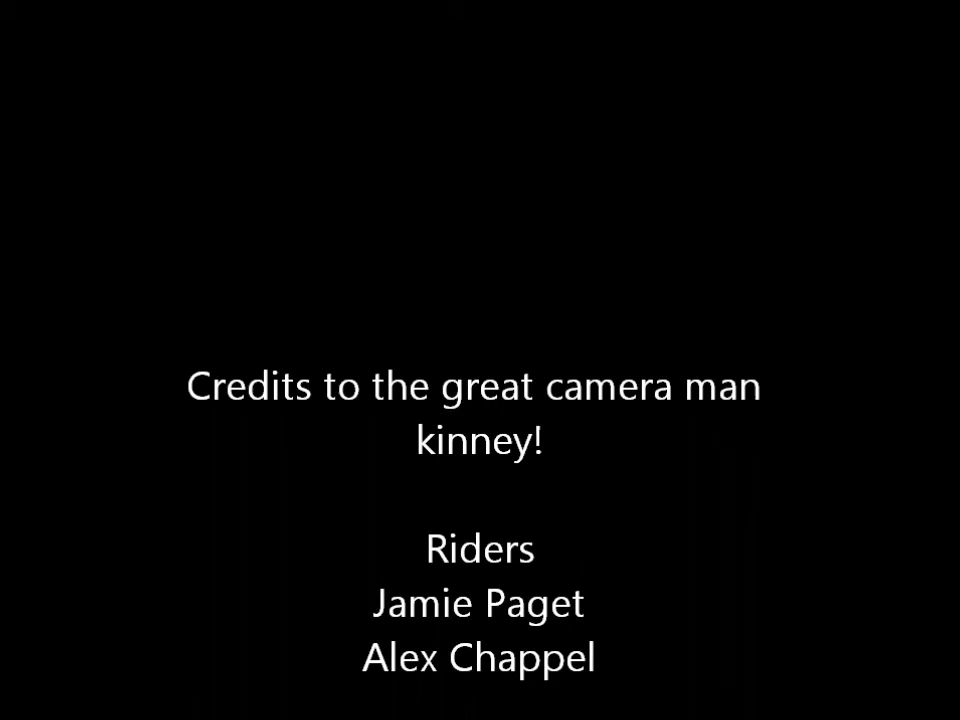 Credits to the great camera man
kinney!
Riders
Jamie Paget
Alex Chappel